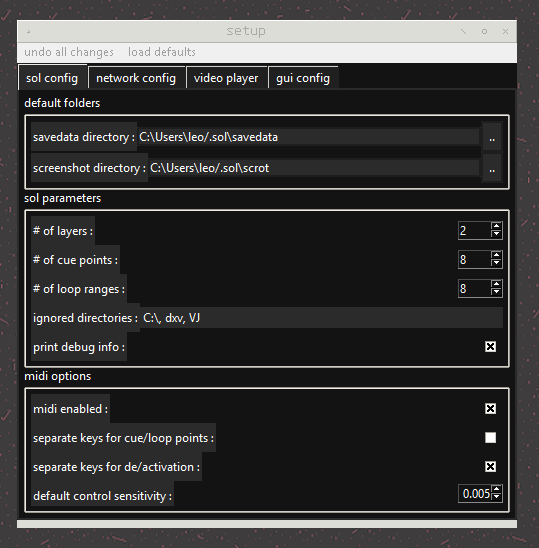 setup
undo all changes load defaults
sol config network config video player gui config
default folders
savedata directory : C:\Users\leo/.sol\savedata ..
screenshot directory : C:\Users\leo/.sol\scrot ..
sol parameters
# of layers : 2
# of cue points : 8
# of loop ranges : 8
ignored directories : C:\, dxv, VJ
print debug info :
midi options
midi enabled :
separate keys for cue/loop points :
separate keys for de/activation :
default control sensitivity : 0.005